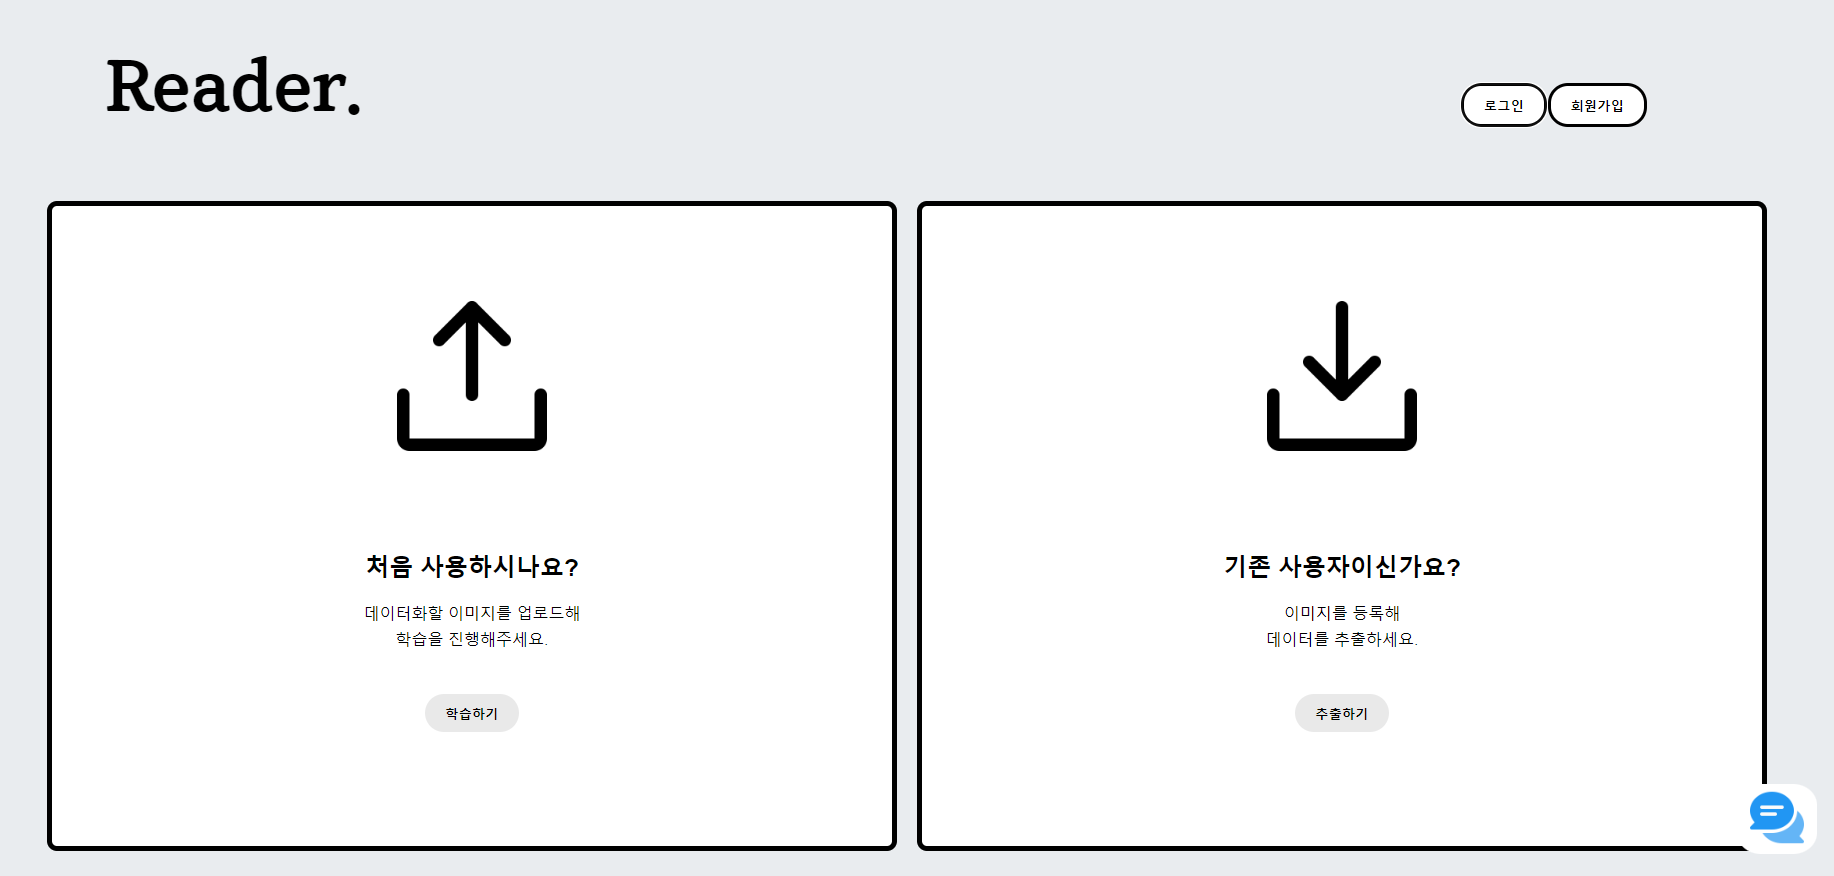 Reader.
로그인
회원가입
처음 사용하시나요?
데이터화할 이미지를 업로드해
학습을 진행해주세요.
학습하기
기존 사용자이신가요?
이미지를 등록해
데이터를 추출하세요.
추출하기